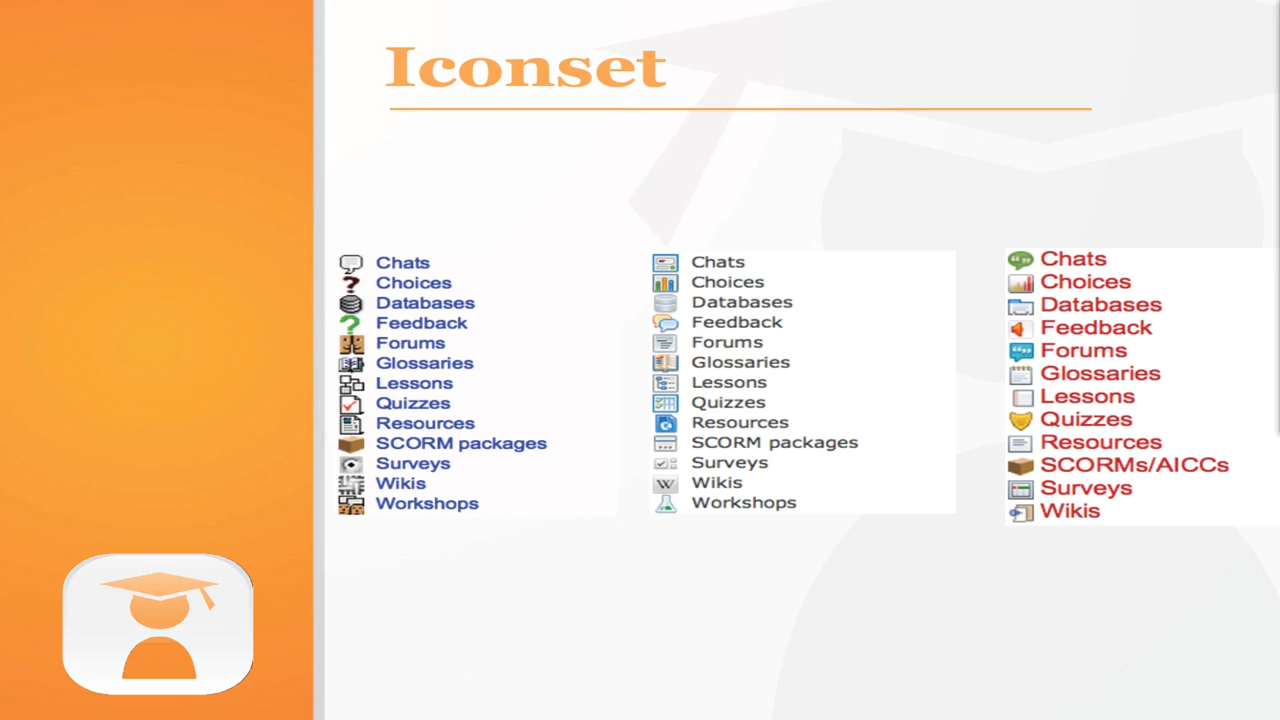 Iconset
Chats
Choices
Databases
Feedback
Forums
Glossaries
Lessons
Quizzes
Resources
SCORM packages
Surveys
Wikis
Workshops
Chats
Choices
Databases
Feedback
Forums
Glossaries
Lessons
Quizzes
Resources
SCORM packages
Surveys
W Wikis
Workshops
Chats
Choices
Databases
Feedback
Forums
Glossaries
Lessons
Quizzes
Resources
SCORMs/AICCs
Surveys
Wikis